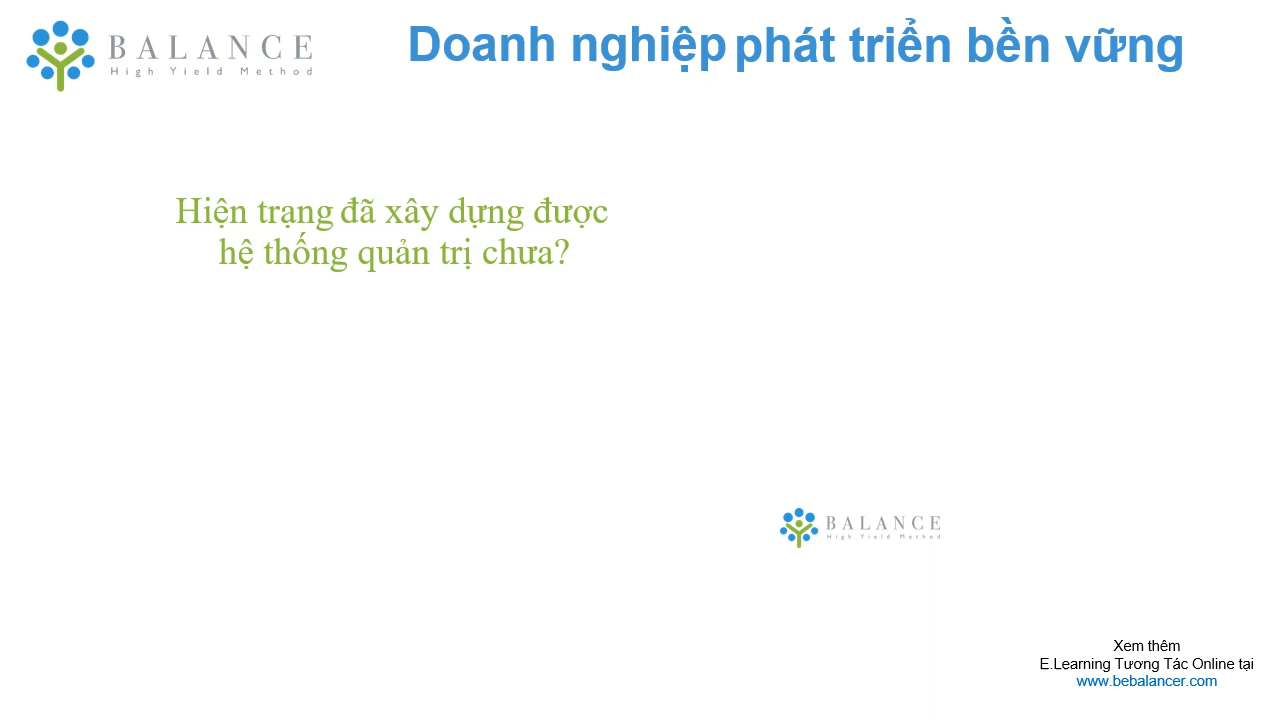 BALANCE
High Yield Method
Doanh nghiệp phát triển bền vững
Hiện trạng đã xây dựng được
hệ thống quản trị chưa?
BALANCE
High Yield Method
Xem thêm
E.Learning Tương Tác Online tại
www.bebalancer.com